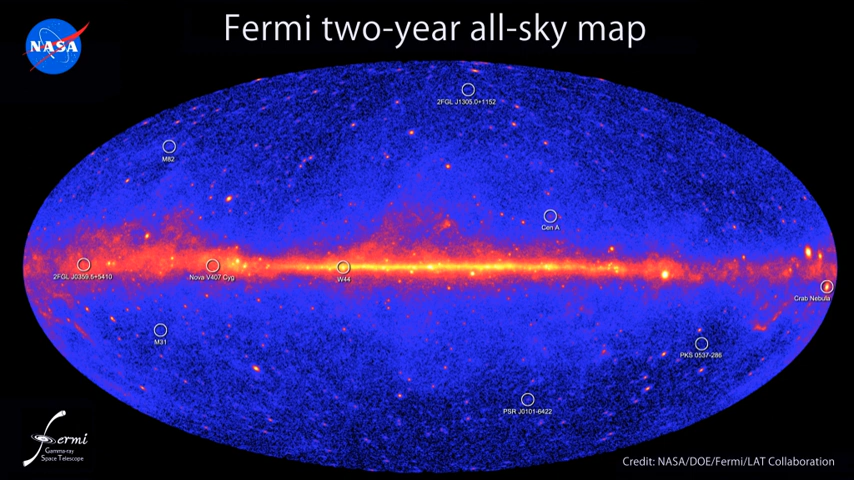 Fermi two-year all-sky map
NASA
2FGL J1305.0+1152
M82
Cen A
2FGL J0359.5+5410
Nova V407 Cyg
W44
Crab Nebula
M31
PKS 0537-286
PSR J0101-6422
Fermi
Gamma-ray
Space Telescope
Credit: NASA/DOE/Fermi/LAT Collaboration